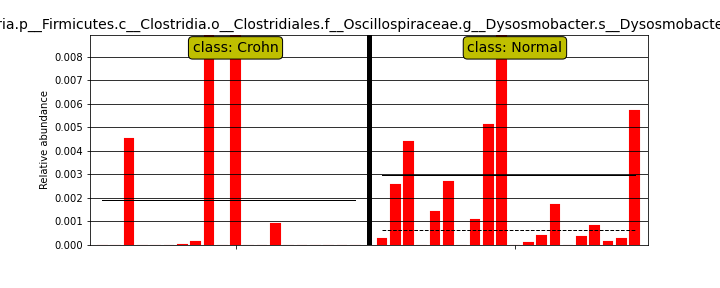 ria.p__Firmicutes.c__Clostridia.o__Clostridiales.f__Oscillospiraceae.g__Dysosmobacter.s__Dysosmobacte
class: Crohn
class: Normal
Relative abundance
0.008
0.007
0.006
0.005
0.004
0.003
0.002
0.001
0.000